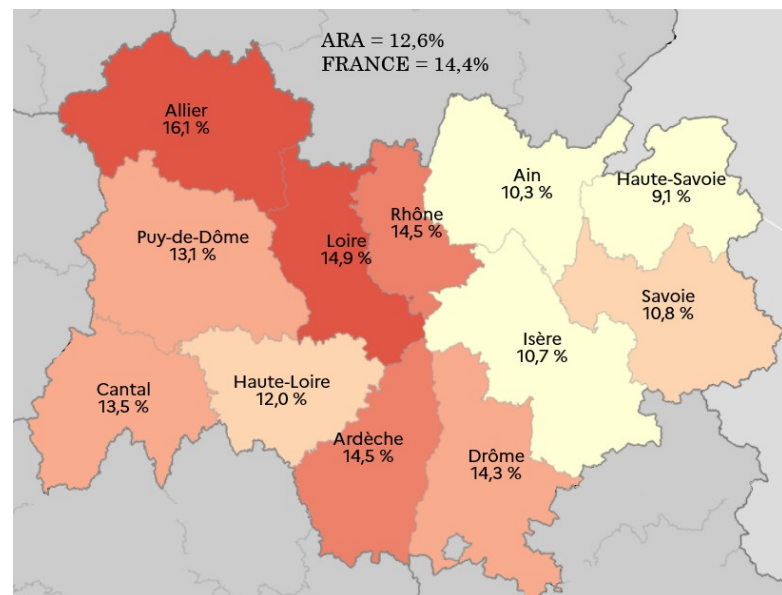 ARA = 12,6%
FRANCE = 14,4%
Allier
16,1 %
Ain
10,3 %
Haute-Savoie
9,1 %
Rhône
14,5 %
Puy-de-Dôme
13,1 %
Loire
14,9 %
Savoie
10,8 %
Isère
10,7 %
Cantal
13,5 %
Haute-Loire
12,0 %
Ardèche
14,5 %
Drôme
14,3 %